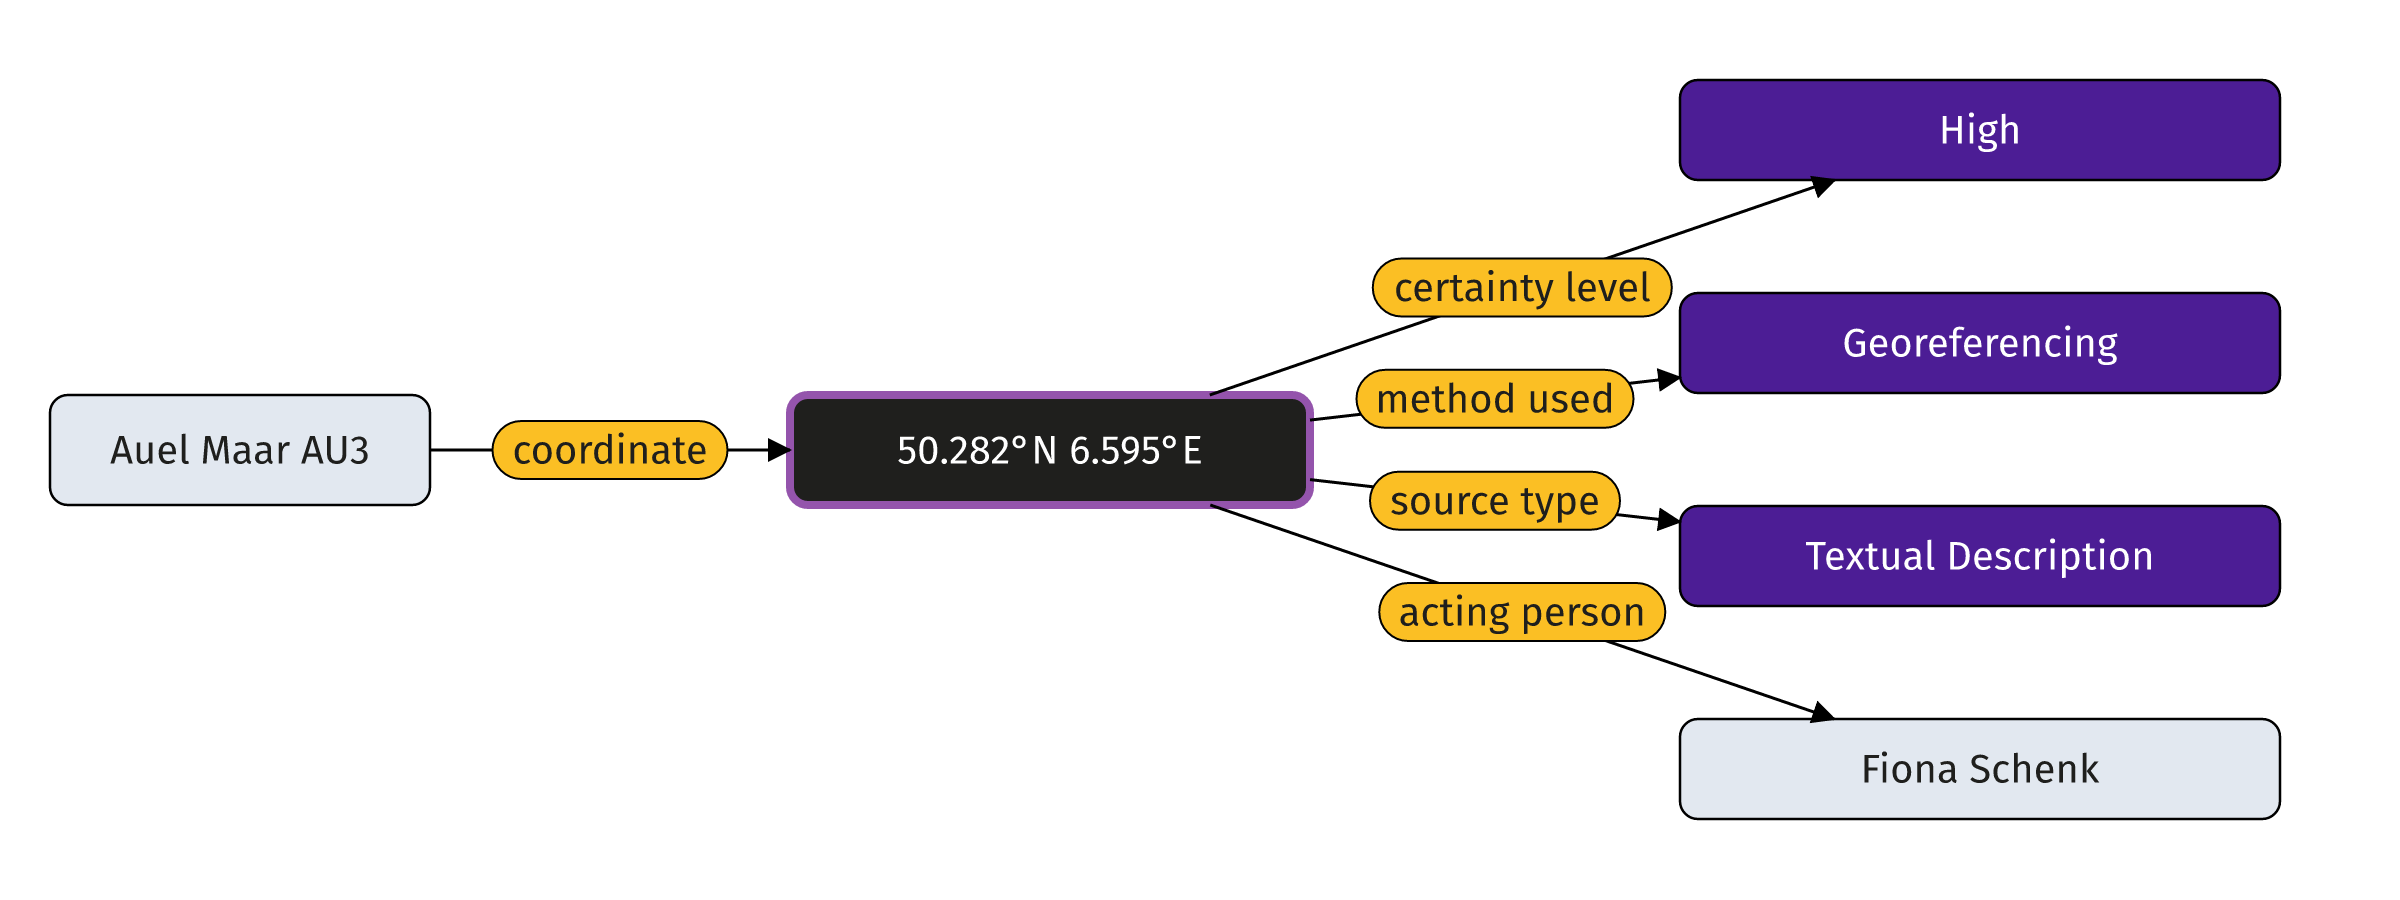 Auel Maar AU3
coordinate
50.282° N 6.595° E
certainty level
High
method used
Georeferencing
source type
Textual Description
acting person
Fiona Schenk